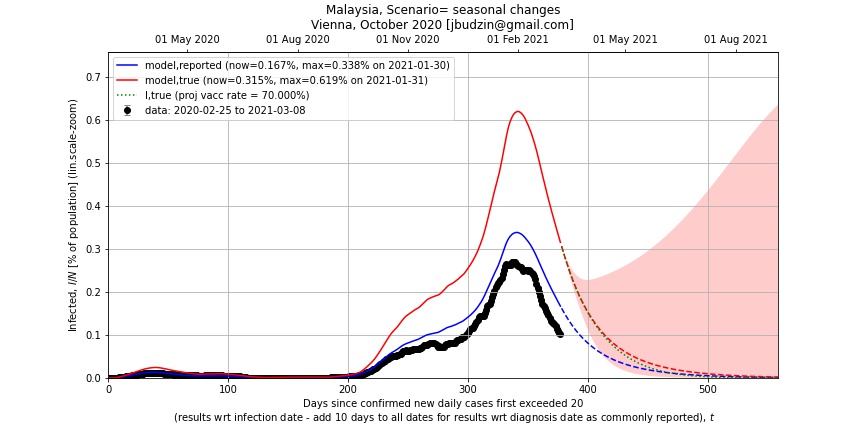 Malaysia, Scenario= seasonal changes
Vienna, October 2020 [jbudzin@gmail.com]
01 May 2020 01 Aug 2020 01 Nov 2020 01 Feb 2021 01 May 2021 01 Aug 2021
model,reported (now=0.167%, max=0.338% on 2021-01-30)
model,true (now=0.315%, max=0.619% on 2021-01-31)
I,true (proj vacc rate = 70.000%)
data: 2020-02-25 to 2021-03-08
Infected, I/N [% of population] (lin.scale-zoom)
0.7
0.6
0.5
0.4
0.3
0.2
0.1
0.0
0 100 200 300 400 500
Days since confirmed new daily cases first exceeded 20
(results wrt infection date - add 10 days to all dates for results wrt diagnosis date as commonly reported), t